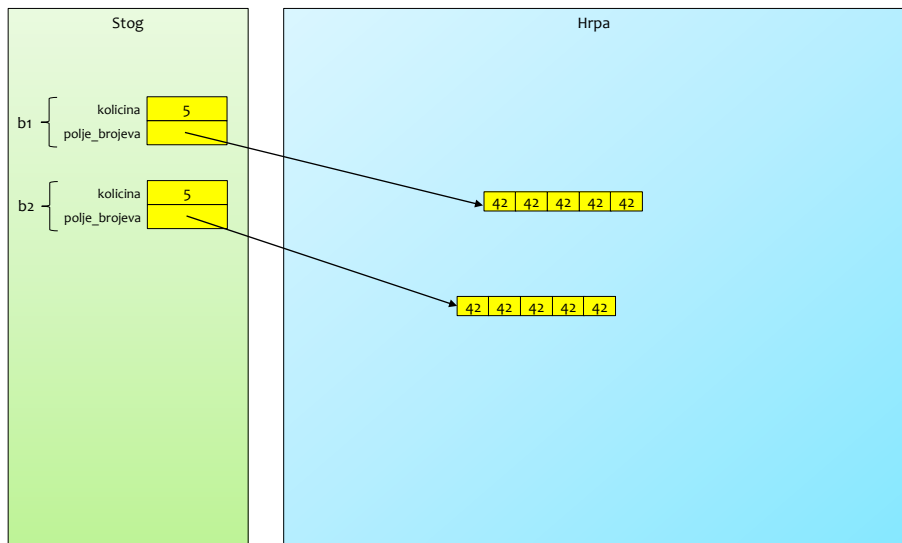 Stog
Hrpa
b1
kolicina 5
polje_brojeva
b2
kolicina 5
polje_brojeva
42 42 42 42 42
42 42 42 42 42